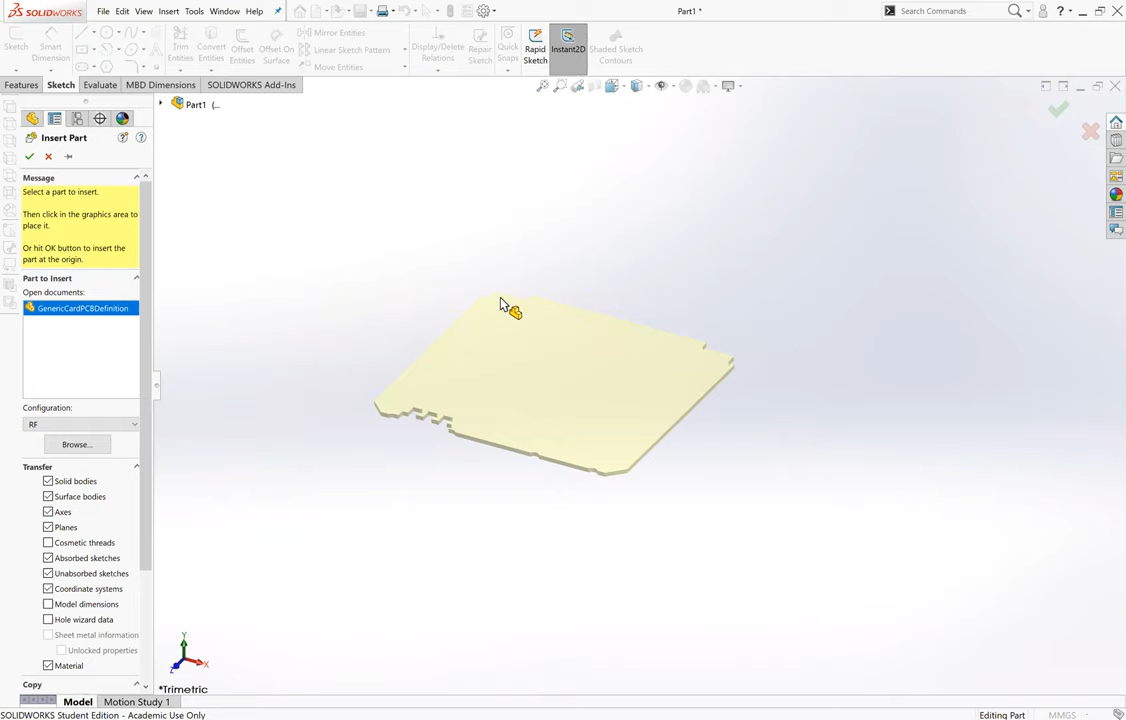 SOLIDWORKS
File Edit View Insert Tools Window Help
Part1 *
Search Commands
Sketch
Smart Dimension
Trim Entities
Convert Entities
Offset Entities
Offset On Surface
Mirror Entities
Linear Sketch Pattern
Move Entities
Display/Delete Relations
Repair Sketch
Quick Snaps
Rapid Sketch
Instant2D
Shaded Sketch Contours
Features Sketch Evaluate MBD Dimensions SOLIDWORKS Add-Ins
Part1 (...
Insert Part
Message
Select a part to insert.
Then click in the graphics area to
place it.
Or hit OK button to insert the
part at the origin.
Part to Insert
Open documents:
GenericCardPCBDefinition
Configuration:
RF
Browse...
Transfer
Solid bodies
Surface bodies
Axes
Planes
Cosmetic threads
Absorbed sketches
Unabsorbed sketches
Coordinate systems
Model dimensions
Hole wizard data
Sheet metal information
Unlocked properties
Material
Copy
Y
X
Z
*Trimetric
Model Motion Study 1
SOLIDWORKS Student Edition - Academic Use Only
Editing Part
MMGS